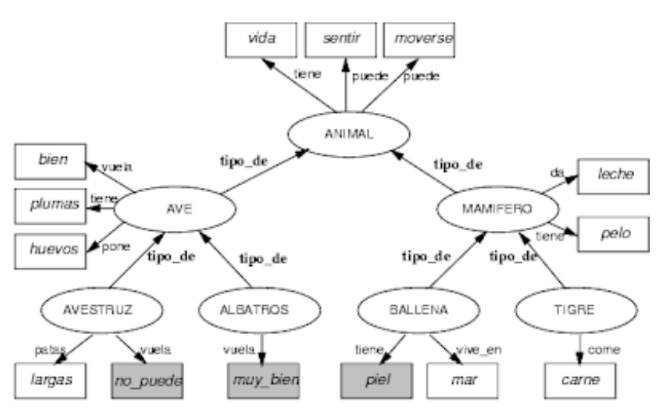 vida sentir moverse
tiene puede puede
ANIMAL
tipo_de tipo_de
bien vuela
da leche
plumas tiene AVE
MAMIFERO
huevos pone
tiene pelo
tipo_de tipo_de tipo_de tipo_de
AVESTRUZ ALBATROS BALLENA TIGRE
patas vuela vuela tiene vive_en come
largas no_puede muy_bien piel mar carne